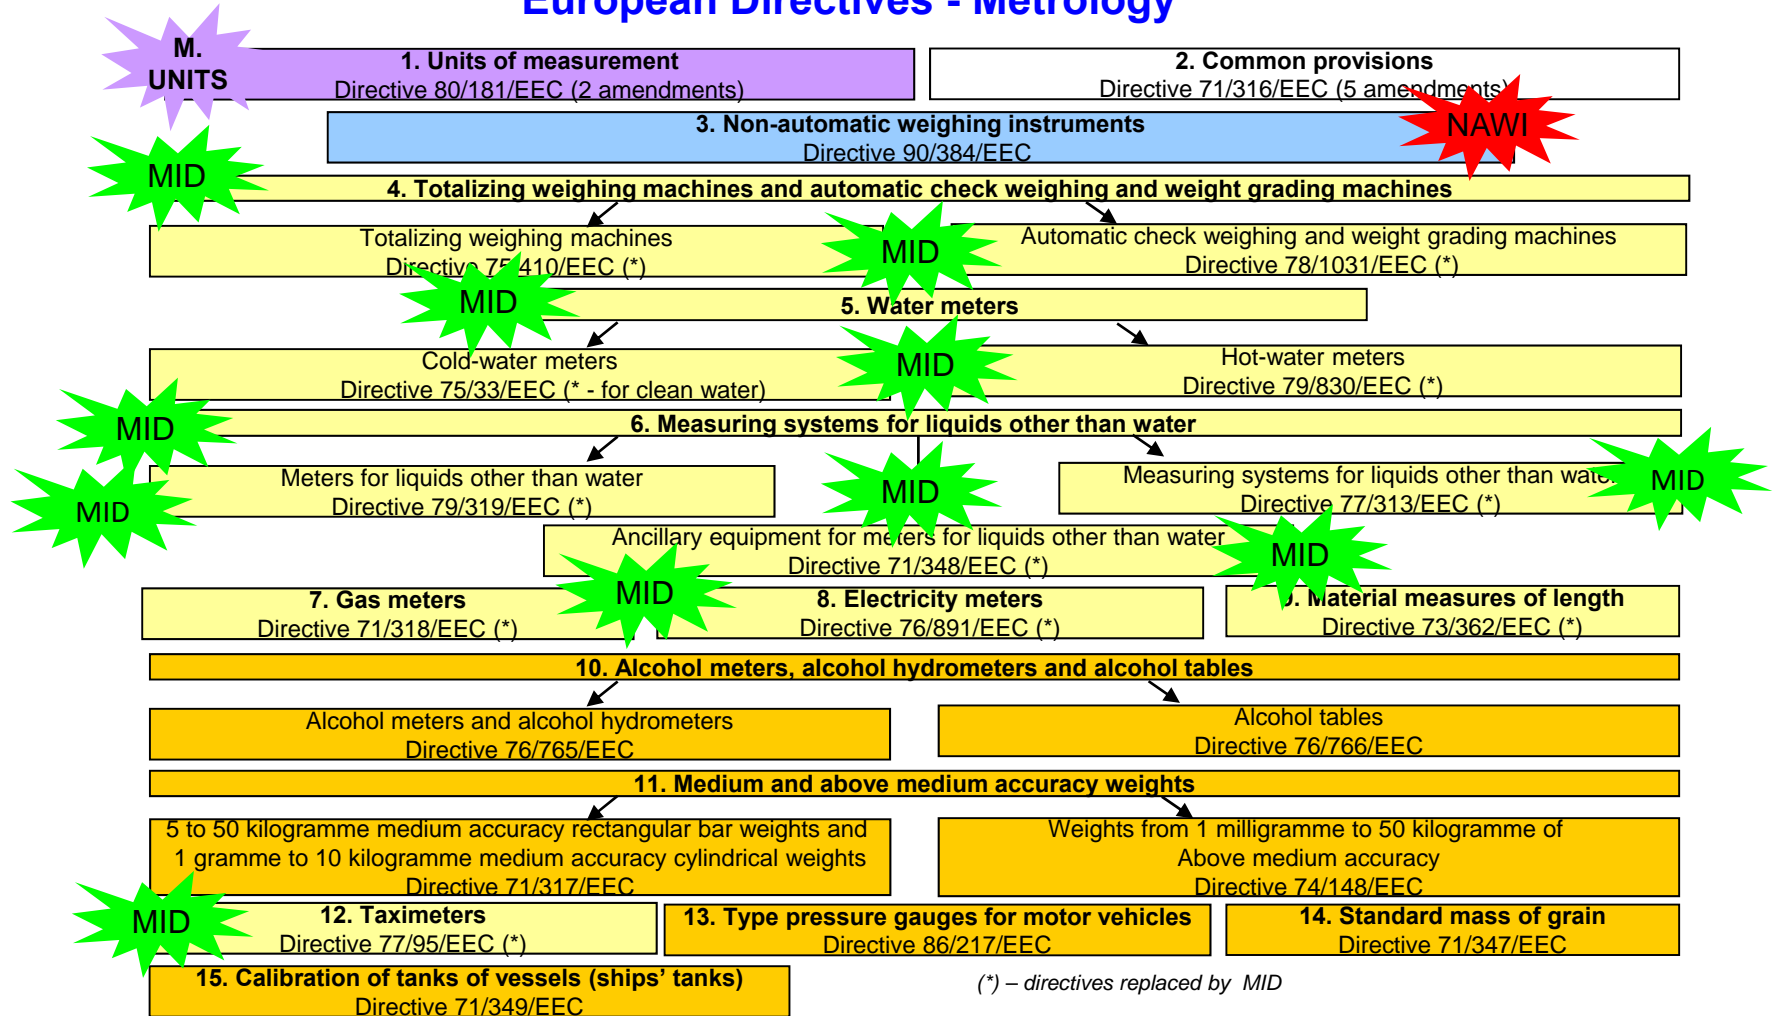 European Directives - Metrology
M.
UNITS
1. Units of measurement
Directive 80/181/EEC (2 amendments)
2. Common provisions
Directive 71/316/EEC (5 amendments)
3. Non-automatic weighing instruments
Directive 90/384/EEC
NAWI
MID
4. Totalizing weighing machines and automatic check weighing and weight grading machines
Totalizing weighing machines
Directive 75/410/EEC (*)
MID
Automatic check weighing and weight grading machines
Directive 78/1031/EEC (*)
MID
5. Water meters
Cold-water meters
Directive 75/33/EEC (* - for clean water)
MID
Hot-water meters
Directive 79/830/EEC (*)
MID
6. Measuring systems for liquids other than water
MID
Meters for liquids other than water
Directive 79/319/EEC (*)
MID
Measuring systems for liquids other than water
Directive 77/313/EEC (*)
MID
Ancillary equipment for meters for liquids other than water
Directive 71/348/EEC (*)
MID
7. Gas meters
Directive 71/318/EEC (*)
MID
8. Electricity meters
Directive 76/891/EEC (*)
9. Material measures of length
Directive 73/362/EEC (*)
10. Alcohol meters, alcohol hydrometers and alcohol tables
Alcohol meters and alcohol hydrometers
Directive 76/765/EEC
Alcohol tables
Directive 76/766/EEC
11. Medium and above medium accuracy weights
5 to 50 kilogramme medium accuracy rectangular bar weights and
1 gramme to 10 kilogramme medium accuracy cylindrical weights
Directive 71/317/EEC
Weights from 1 milligramme to 50 kilogramme of
Above medium accuracy
Directive 74/148/EEC
MID
12. Taximeters
Directive 77/95/EEC (*)
13. Type pressure gauges for motor vehicles
Directive 86/217/EEC
14. Standard mass of grain
Directive 71/347/EEC
15. Calibration of tanks of vessels (ships' tanks)
Directive 71/349/EEC
(*) – directives replaced by MID